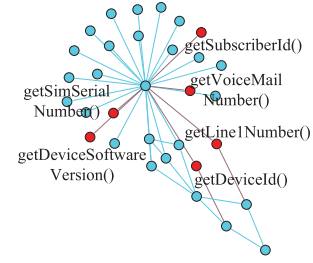 getSubscriberId()
getVoiceMail
Number()
getSimSerial
Number()
getLine1Number()
getDeviceSoftware
Version()
getDeviceId()